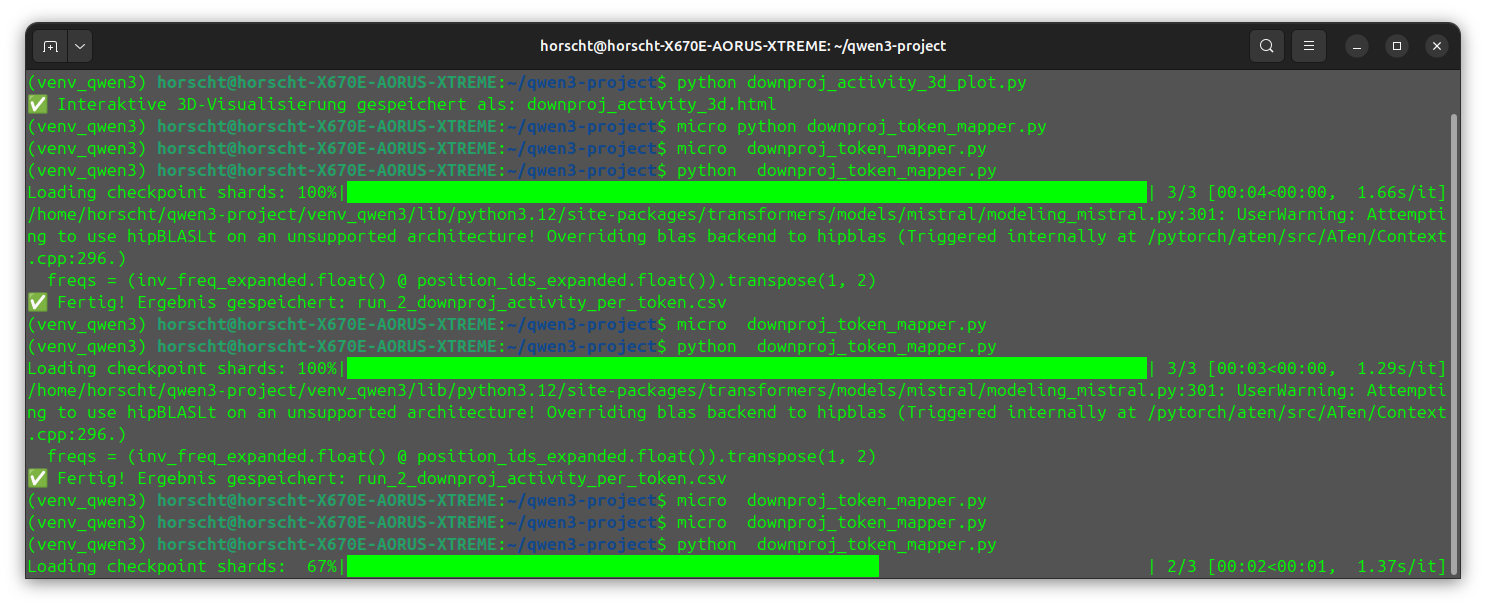 horscht@horscht-X670E-AORUS-XTREME: ~/qwen3-project
(venv_qwen3) horscht@horscht-X670E-AORUS-XTREME:~/qwen3-project$ python downproj_activity_3d_plot.py
✅ Interaktive 3D-Visualisierung gespeichert als: downproj_activity_3d.html
(venv_qwen3) horscht@horscht-X670E-AORUS-XTREME:~/qwen3-project$ micro python downproj_token_mapper.py
(venv_qwen3) horscht@horscht-X670E-AORUS-XTREME:~/qwen3-project$ micro  downproj_token_mapper.py
(venv_qwen3) horscht@horscht-X670E-AORUS-XTREME:~/qwen3-project$ python  downproj_token_mapper.py
Loading checkpoint shards: 100%|| 3/3 [00:04<00:00,  1.66s/it]
/home/horscht/qwen3-project/venv_qwen3/lib/python3.12/site-packages/transformers/models/mistral/modeling_mistral.py:301: UserWarning: Attempti
ng to use hipBLASLt on an unsupported architecture! Overriding blas backend to hipblas (Triggered internally at /pytorch/aten/src/ATen/Context
.cpp:296.)
  freqs = (inv_freq_expanded.float() @ position_ids_expanded.float()).transpose(1, 2)
✅ Fertig! Ergebnis gespeichert: run_2_downproj_activity_per_token.csv
(venv_qwen3) horscht@horscht-X670E-AORUS-XTREME:~/qwen3-project$ micro  downproj_token_mapper.py
(venv_qwen3) horscht@horscht-X670E-AORUS-XTREME:~/qwen3-project$ python  downproj_token_mapper.py
Loading checkpoint shards: 100%|| 3/3 [00:03<00:00,  1.29s/it]
/home/horscht/qwen3-project/venv_qwen3/lib/python3.12/site-packages/transformers/models/mistral/modeling_mistral.py:301: UserWarning: Attempti
ng to use hipBLASLt on an unsupported architecture! Overriding blas backend to hipblas (Triggered internally at /pytorch/aten/src/ATen/Context
.cpp:296.)
  freqs = (inv_freq_expanded.float() @ position_ids_expanded.float()).transpose(1, 2)
✅ Fertig! Ergebnis gespeichert: run_2_downproj_activity_per_token.csv
(venv_qwen3) horscht@horscht-X670E-AORUS-XTREME:~/qwen3-project$ micro  downproj_token_mapper.py
(venv_qwen3) horscht@horscht-X670E-AORUS-XTREME:~/qwen3-project$ micro  downproj_token_mapper.py
(venv_qwen3) horscht@horscht-X670E-AORUS-XTREME:~/qwen3-project$ python  downproj_token_mapper.py
Loading checkpoint shards:  67%|| 2/3 [00:02<00:01,  1.37s/it]